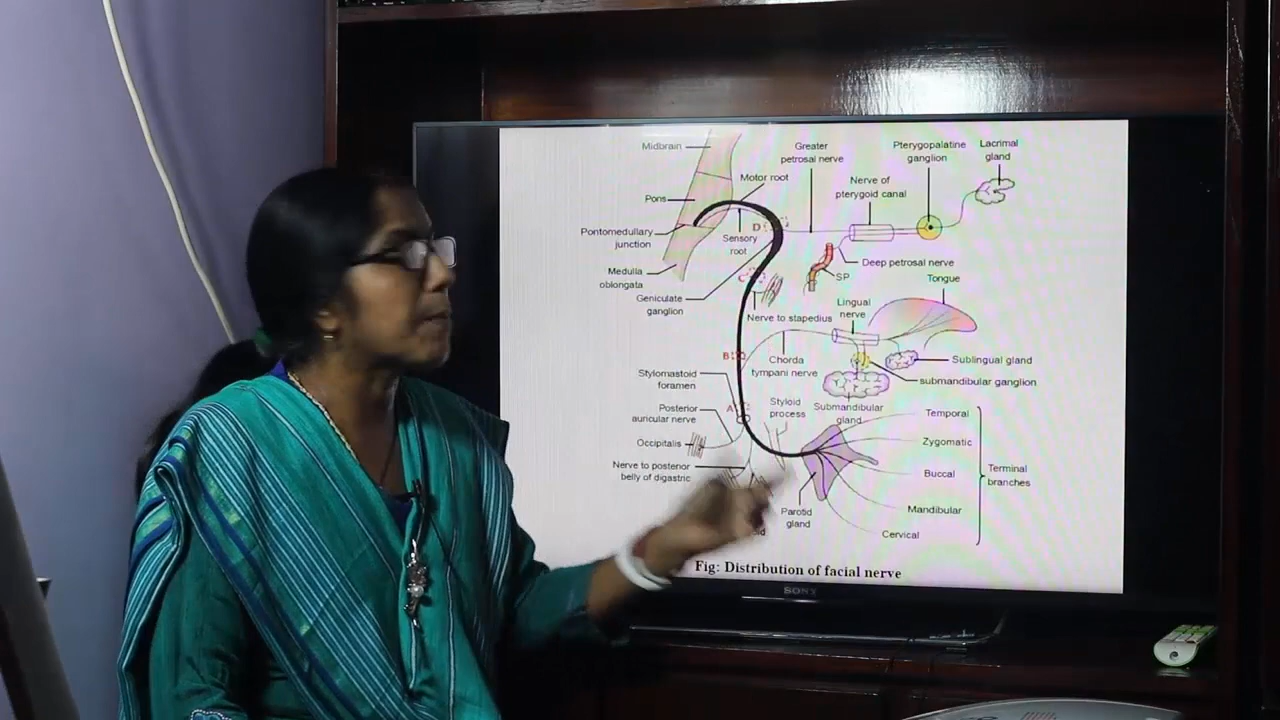 Midbrain
Greater
petrosal nerve
Pterygopalatine
ganglion
Lacrimal
gland
Motor root
Nerve of
pterygoid canal
Pons
Pontomedullary
junction
Sensory
root
D
Medulla
oblongata
Deep petrosal nerve
SP
Tongue
Geniculate
ganglion
Nerve to stapedius
Lingual
nerve
B
Chorda
tympani nerve
Sublingual gland
submandibular ganglion
Stylomastoid
foramen
Posterior
auricular nerve
A
Styloid
process
Submandibular
gland
Temporal
Occipitalis
Zygomatic
Nerve to posterior
belly of digastric
Buccal
Terminal
branches
Parotid
gland
Mandibular
Cervical
Fig: Distribution of facial nerve
SONY